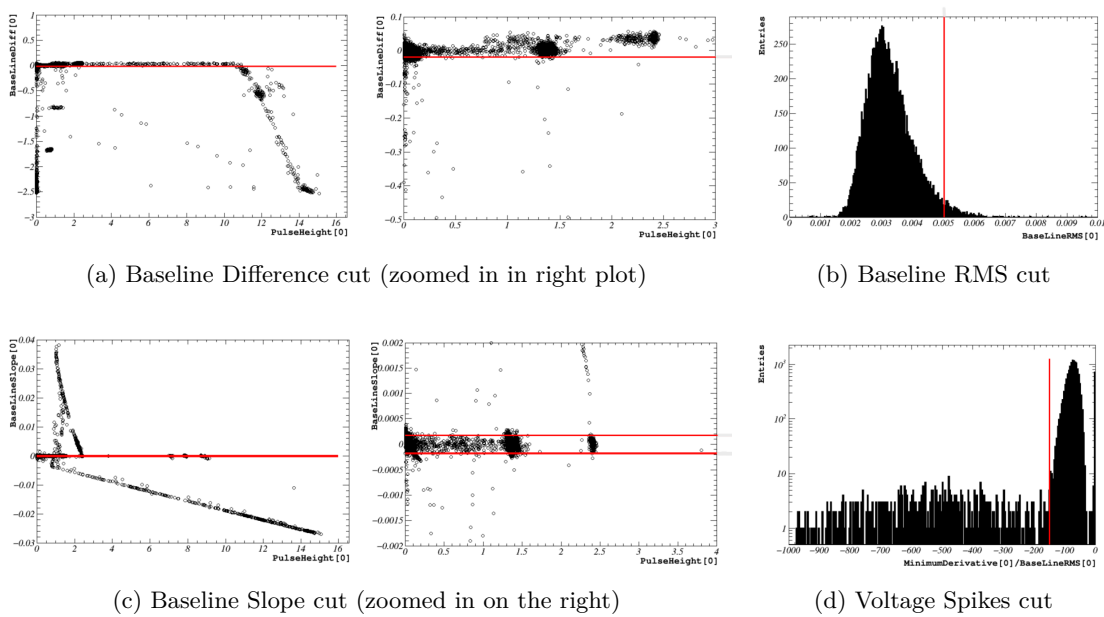 BaseLineDiff[0]
1
0.5
0
−0.5
−1
−1.5
−2
−2.5
−3
0 2 4 6 8 10 12 14 16
PulseHeight[0]
BaseLineDiff[0]
0.1
0
−0.1
−0.2
−0.3
−0.4
−0.5
0 0.5 1 1.5 2 2.5 3
PulseHeight[0]
Entries
250
200
150
100
50
0
0 0.001 0.002 0.003 0.004 0.005 0.006 0.007 0.008 0.009 0.01
BaseLineRMS[0]
(a) Baseline Difference cut (zoomed in in right plot)
(b) Baseline RMS cut
BaseLineSlope[0]
0.04
0.03
0.02
0.01
0
−0.01
−0.02
−0.03
0 2 4 6 8 10 12 14 16
PulseHeight[0]
BaseLineSlope[0]
0.002
0.0015
0.001
0.0005
0
−0.0005
−0.001
−0.0015
−0.002
0 0.5 1 1.5 2 2.5 3 3.5 4
PulseHeight[0]
Entries
10³
10²
10
1
−1000 −900 −800 −700 −600 −500 −400 −300 −200 −100 0
MinimumDerivative[0]/BaseLineRMS[0]
(c) Baseline Slope cut (zoomed in on the right)
(d) Voltage Spikes cut